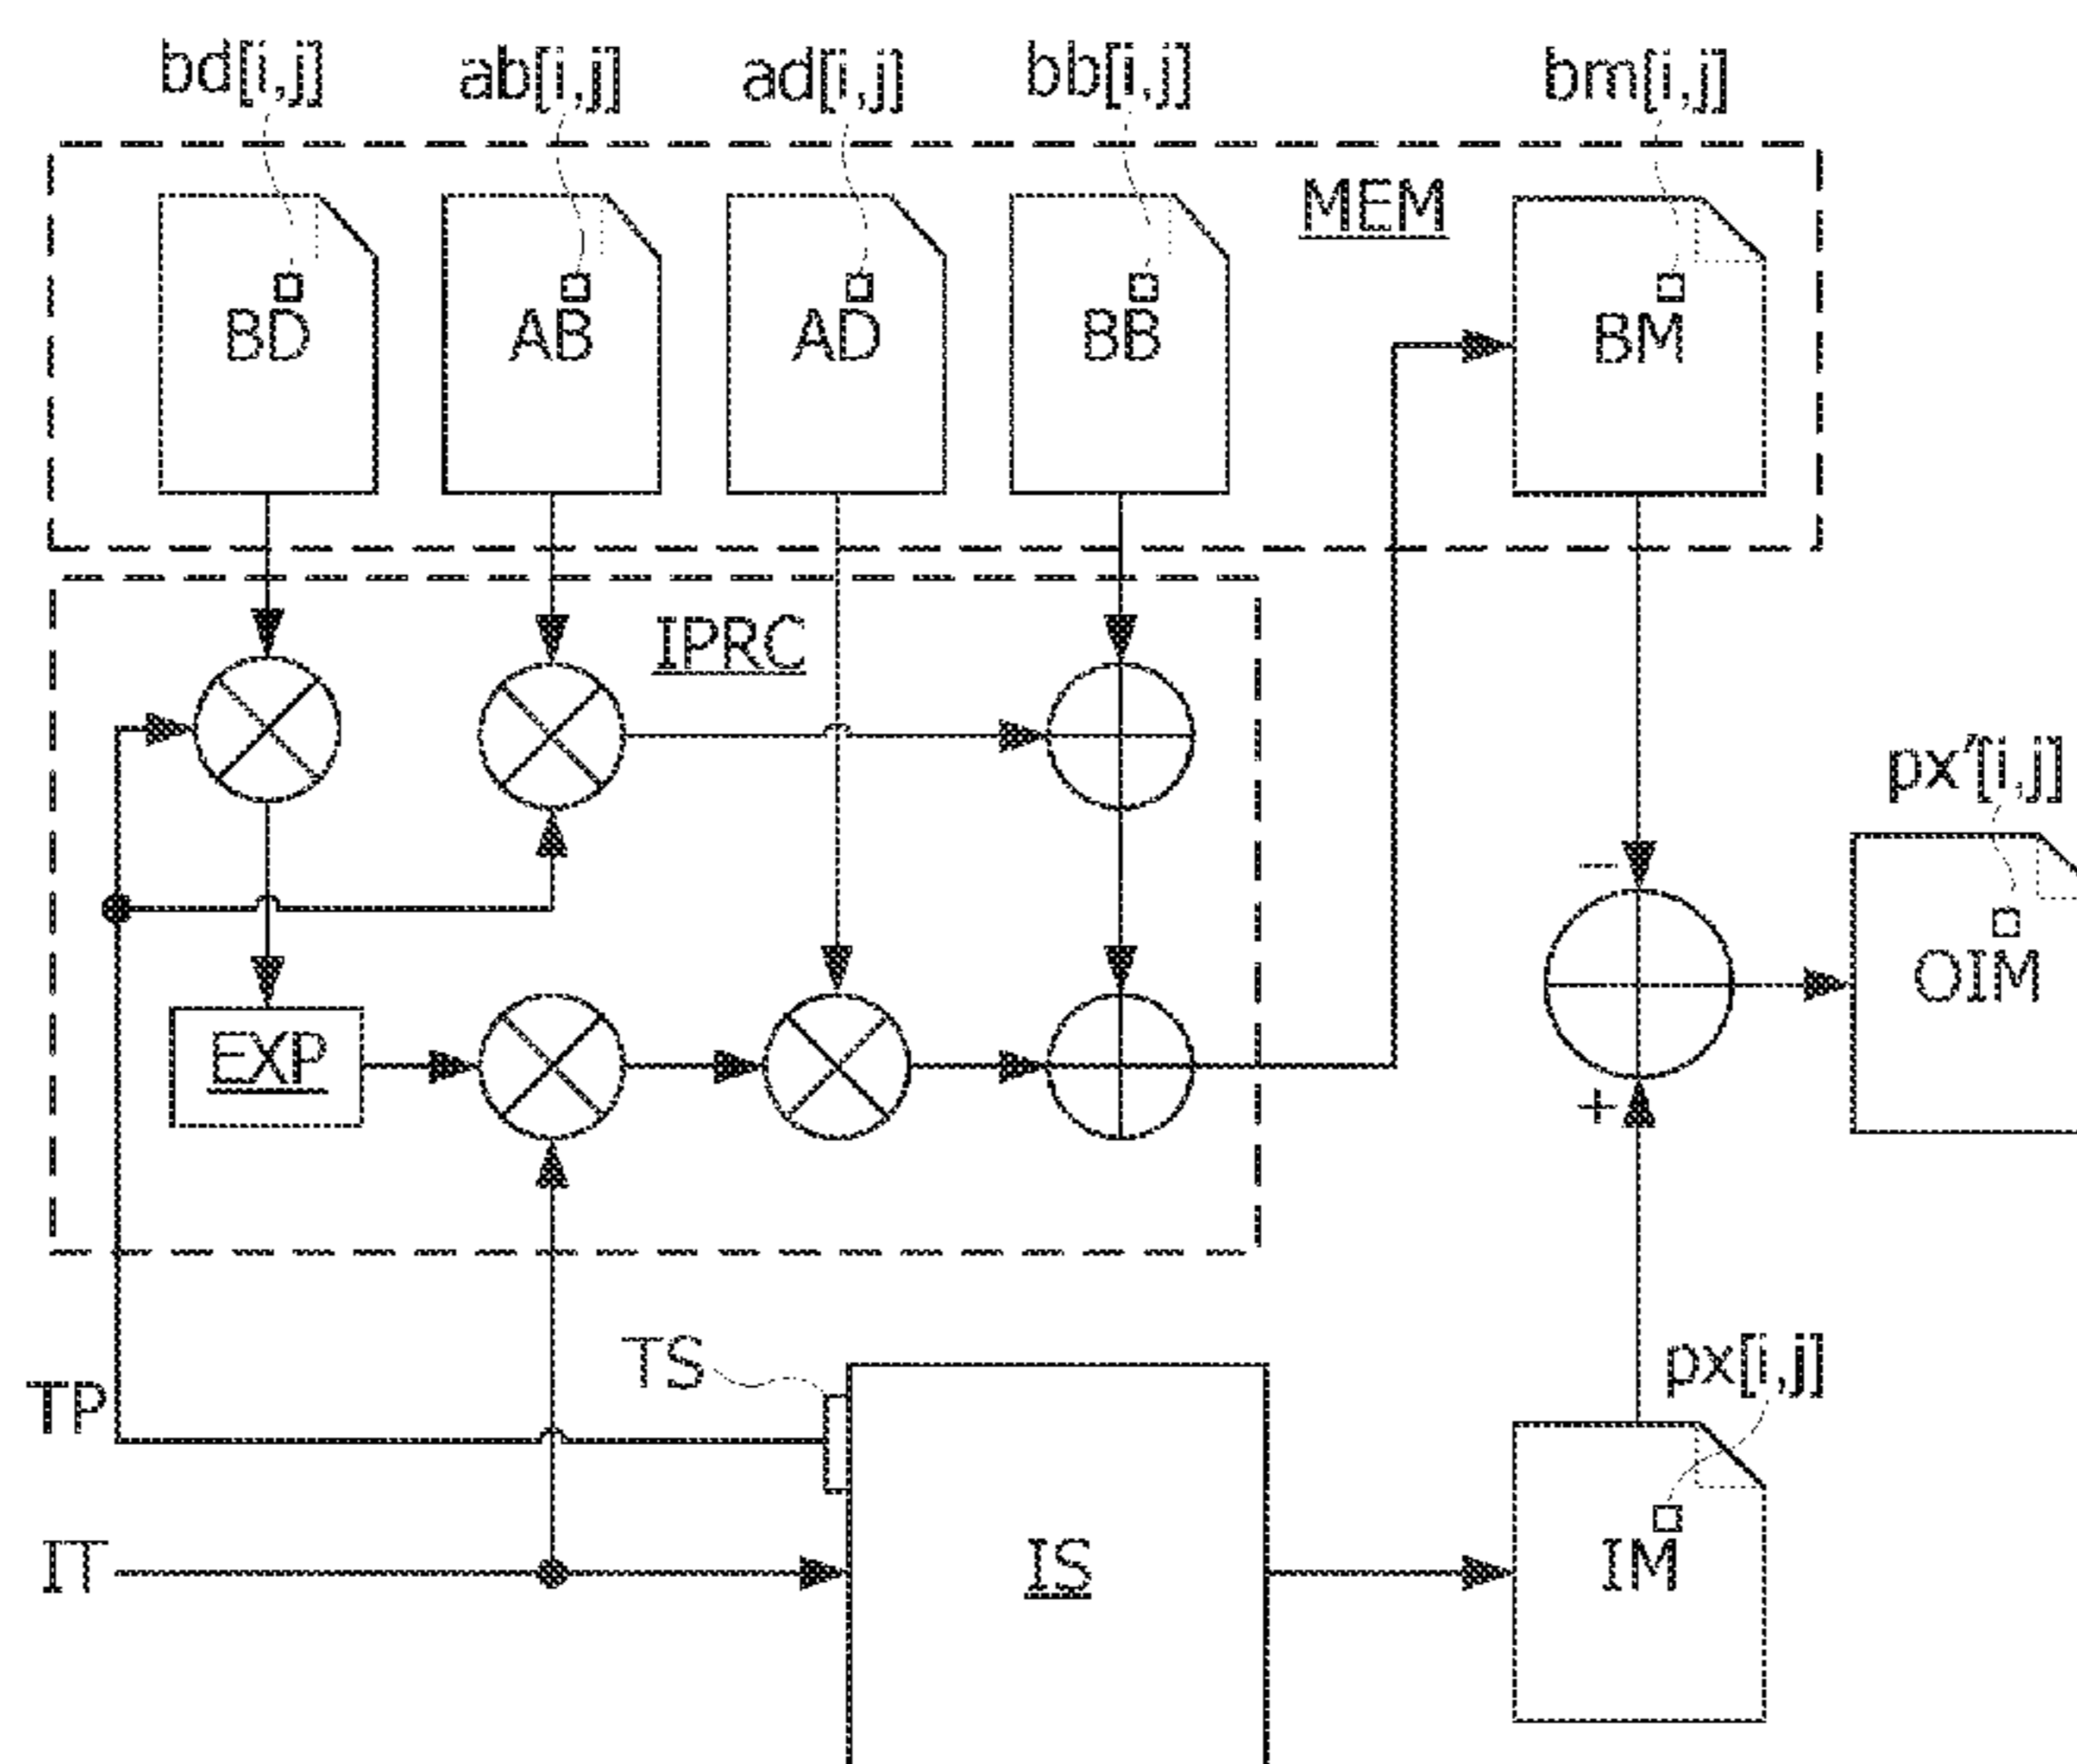 bd[i,j] ab[i,j] ad[i,j] bb[i,j] bm[i,j]
MEM
BD AB AD BB BM
IPRC
px'[i,j]
−
OIM
EXP
+
TS
px[i,j]
TP
IT
IS
IM